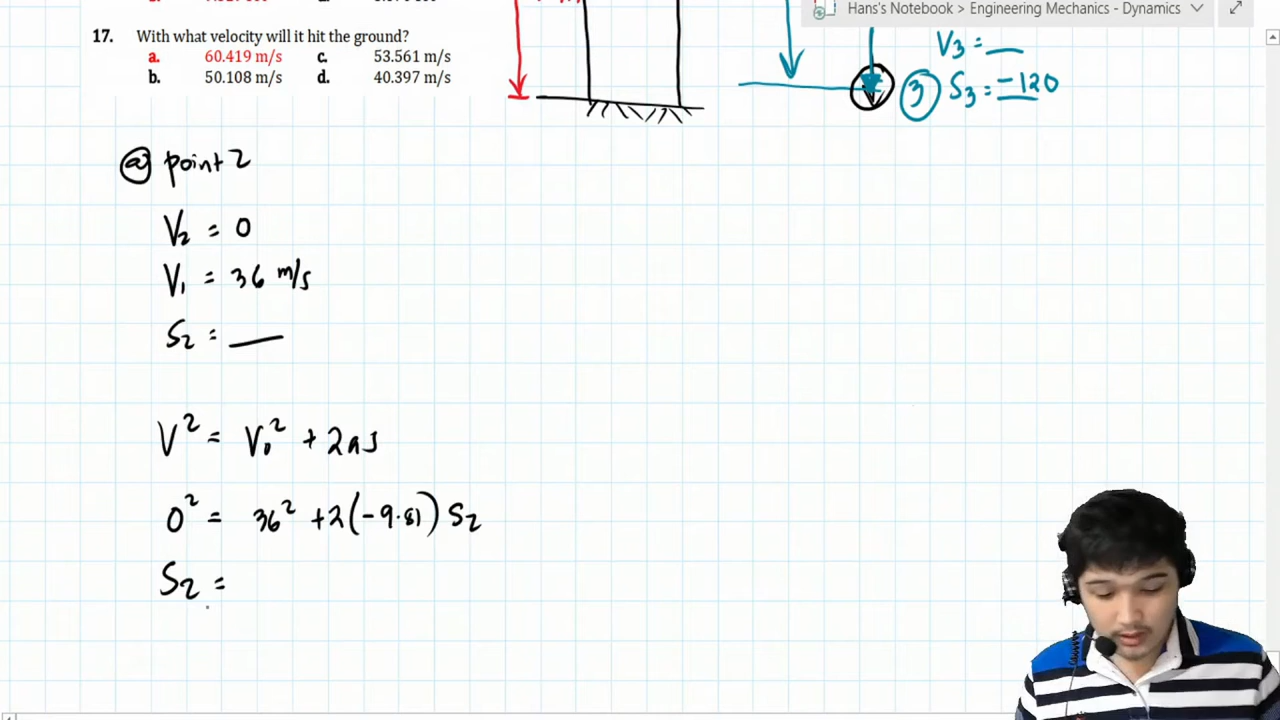 Hans's Notebook > Engineering Mechanics - Dynamics
17. With what velocity will it hit the ground?
a. 60.419 m/s c. 53.561 m/s
b. 50.108 m/s d. 40.397 m/s
V3 = __
3 S3 = -120
@ point 2
V2 = 0
V1 = 36 m/s
S2 = __
V² = V0² + 2as
0² = 36² + 2(-9.81) S2
S2 =